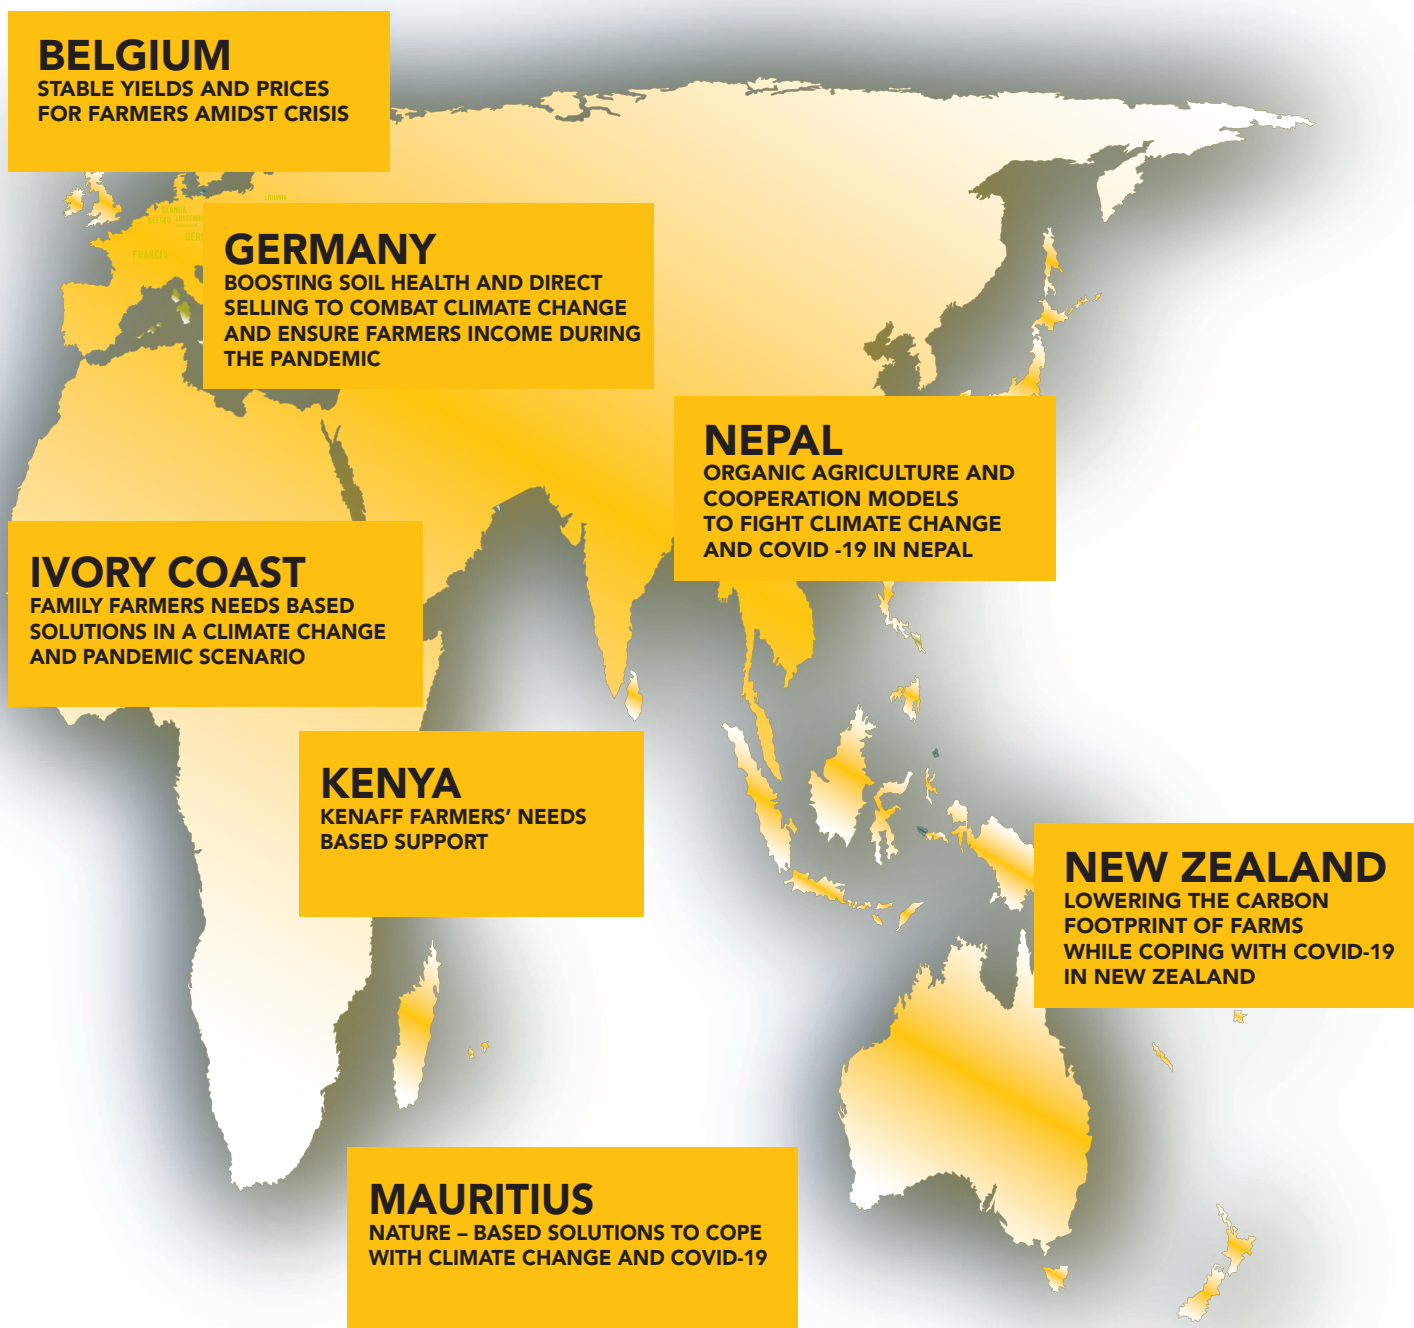 BELGIUM
STABLE YIELDS AND PRICES
FOR FARMERS AMIDST CRISIS
GERMANY
BOOSTING SOIL HEALTH AND DIRECT
SELLING TO COMBAT CLIMATE CHANGE
AND ENSURE FARMERS INCOME DURING
THE PANDEMIC
NEPAL
ORGANIC AGRICULTURE AND
COOPERATION MODELS
TO FIGHT CLIMATE CHANGE
AND COVID -19 IN NEPAL
IVORY COAST
FAMILY FARMERS NEEDS BASED
SOLUTIONS IN A CLIMATE CHANGE
AND PANDEMIC SCENARIO
KENYA
KENAFF FARMERS’ NEEDS
BASED SUPPORT
NEW ZEALAND
LOWERING THE CARBON
FOOTPRINT OF FARMS
WHILE COPING WITH COVID-19
IN NEW ZEALAND
MAURITIUS
NATURE – BASED SOLUTIONS TO COPE
WITH CLIMATE CHANGE AND COVID-19